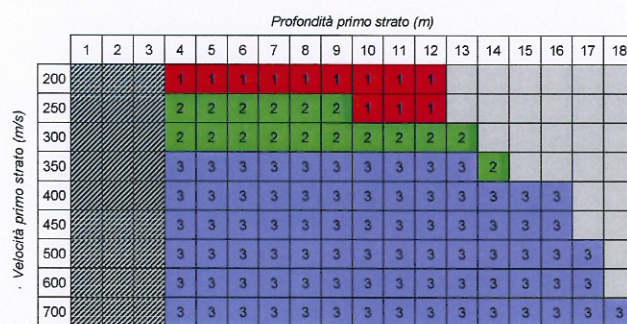 Profondità primo strato (m)
1 2 3 4 5 6 7 8 9 10 11 12 13 14 15 16 17 18
Velocità primo strato (m/s)
200 1 1 1 1 1 1 1 1 1
250 2 2 2 2 2 2 1 1 1
300 2 2 2 2 2 2 2 2 2 2
350 3 3 3 3 3 3 3 3 3 3 2
400 3 3 3 3 3 3 3 3 3 3 3 3 3
450 3 3 3 3 3 3 3 3 3 3 3 3 3
500 3 3 3 3 3 3 3 3 3 3 3 3 3 3
600 3 3 3 3 3 3 3 3 3 3 3 3 3 3
700 3 3 3 3 3 3 3 3 3 3 3 3 3 3 3